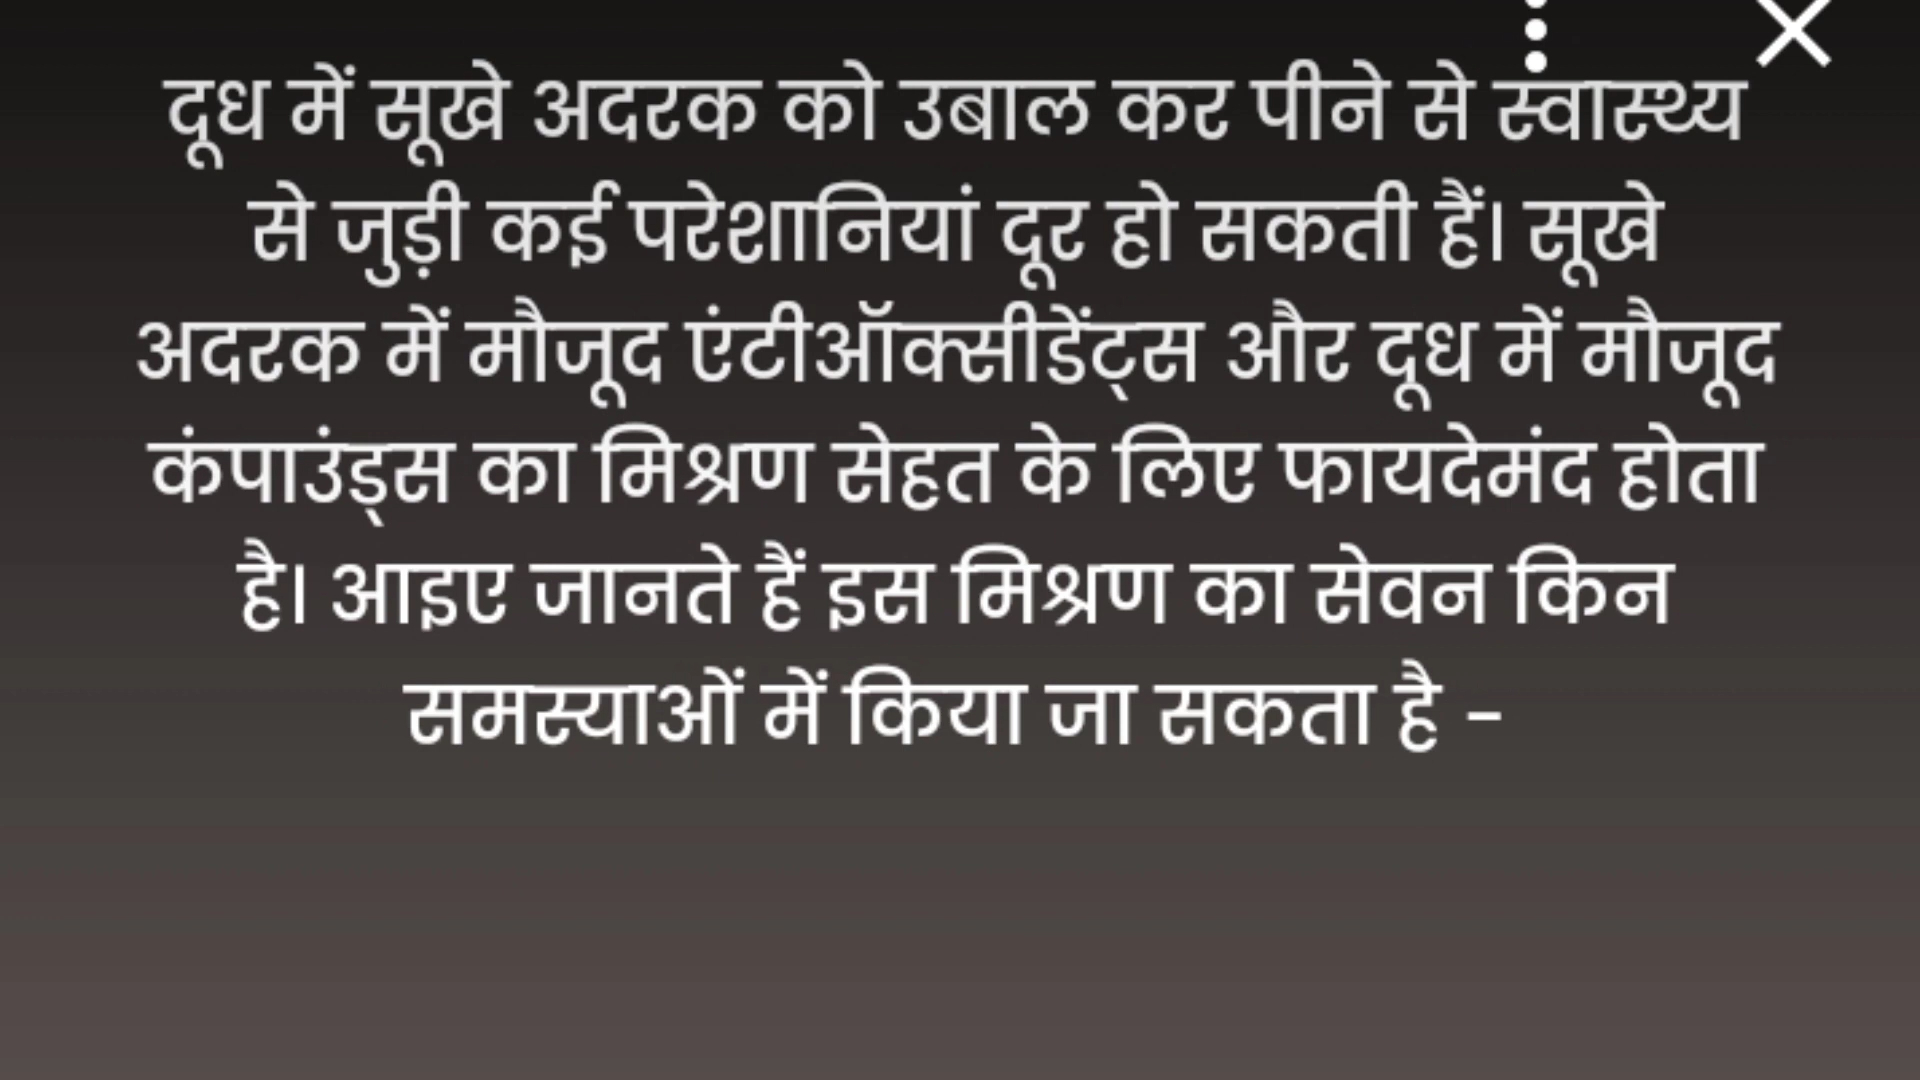 दूध में सूखे अदरक को उबाल कर पीने से स्वास्थ्य
से जुड़ी कई परेशानियां दूर हो सकती हैं। सूखे
अदरक में मौजूद एंटीऑक्सीडेंट्स और दूध में मौजूद
कंपाउंड्स का मिश्रण सेहत के लिए फायदेमंद होता
है। आइए जानते हैं इस मिश्रण का सेवन किन
समस्याओं में किया जा सकता है -